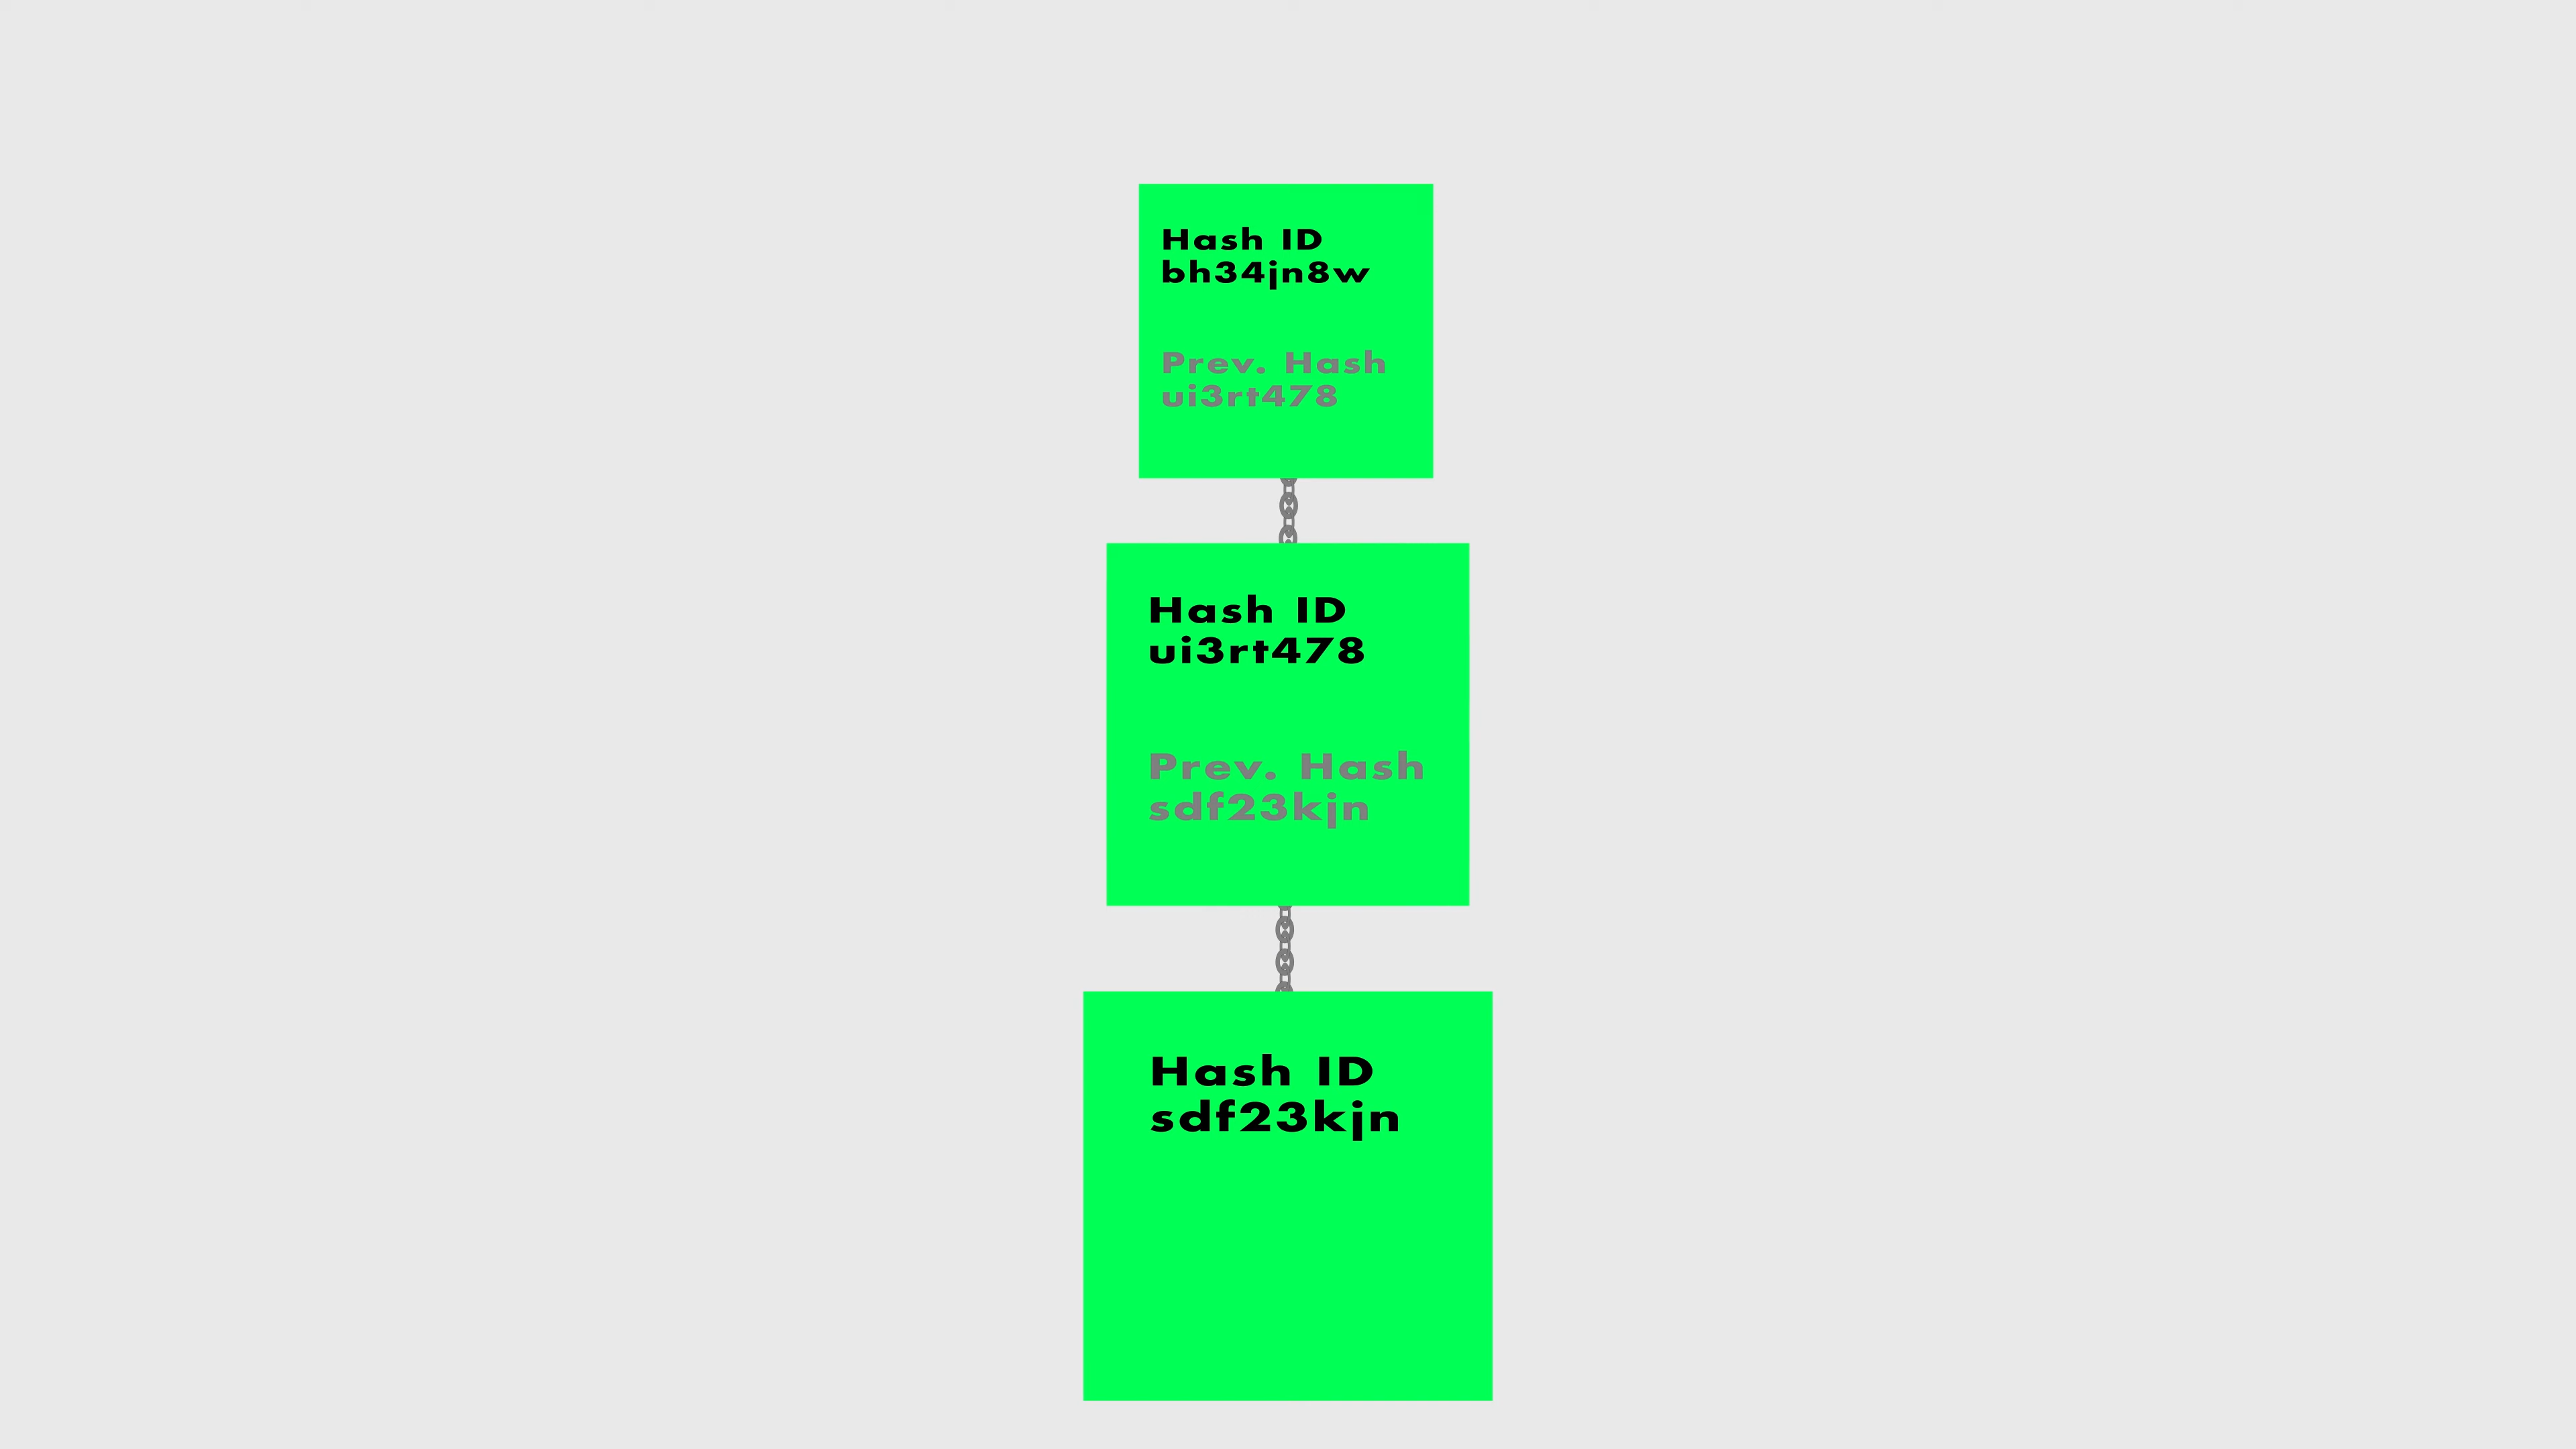 Hash ID
bh34jn8w
Prev. Hash
ui3rt478
Hash ID
ui3rt478
Prev. Hash
sdf23kjn
Hash ID
sdf23kjn